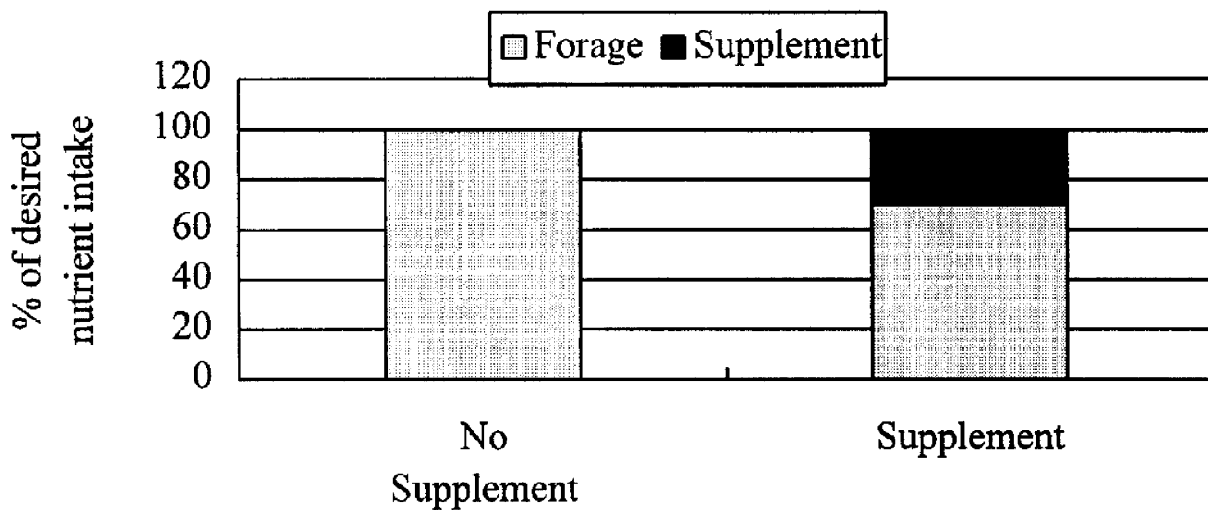 Forage Supplement
120
100
80
60
40
20
0
% of desired
nutrient intake
No
Supplement
Supplement